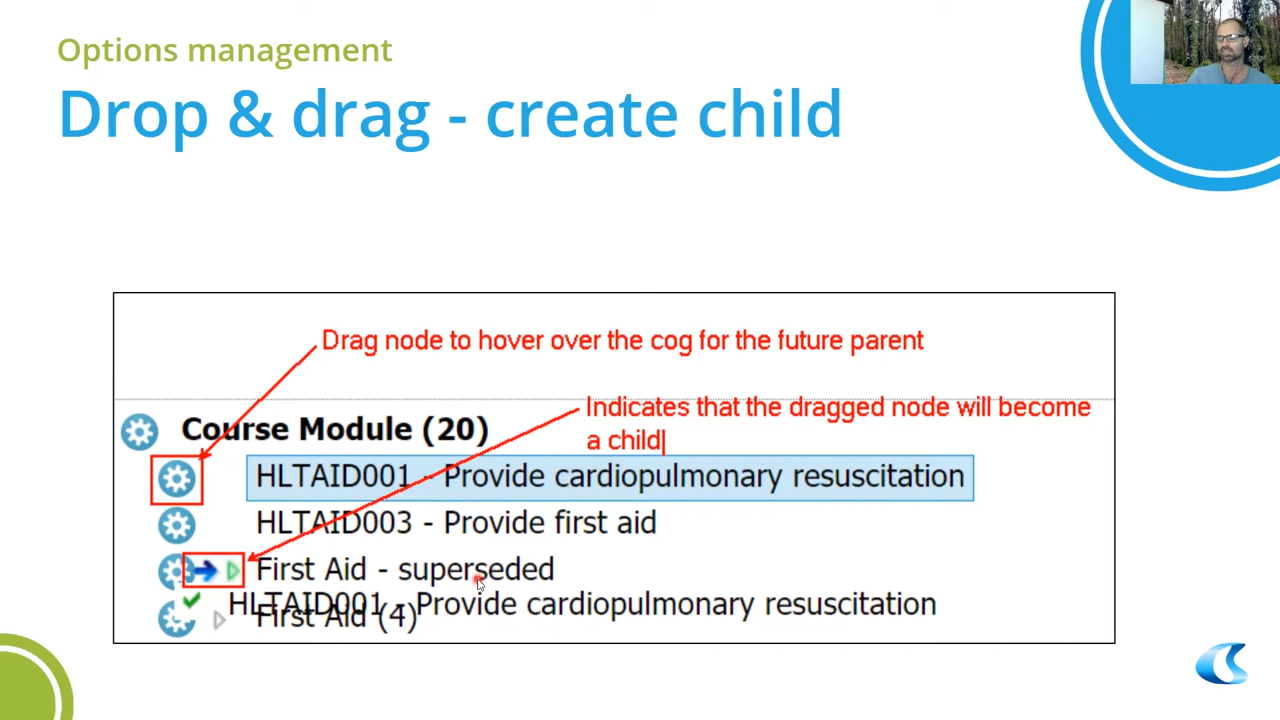 Options management
Drop & drag - create child
Drag node to hover over the cog for the future parent
Indicates that the dragged node will become
a child
Course Module (20)
HLTAID001 - Provide cardiopulmonary resuscitation
HLTAID003 - Provide first aid
First Aid - superseded
HLTAID001 - Provide cardiopulmonary resuscitation
First Aid (4)